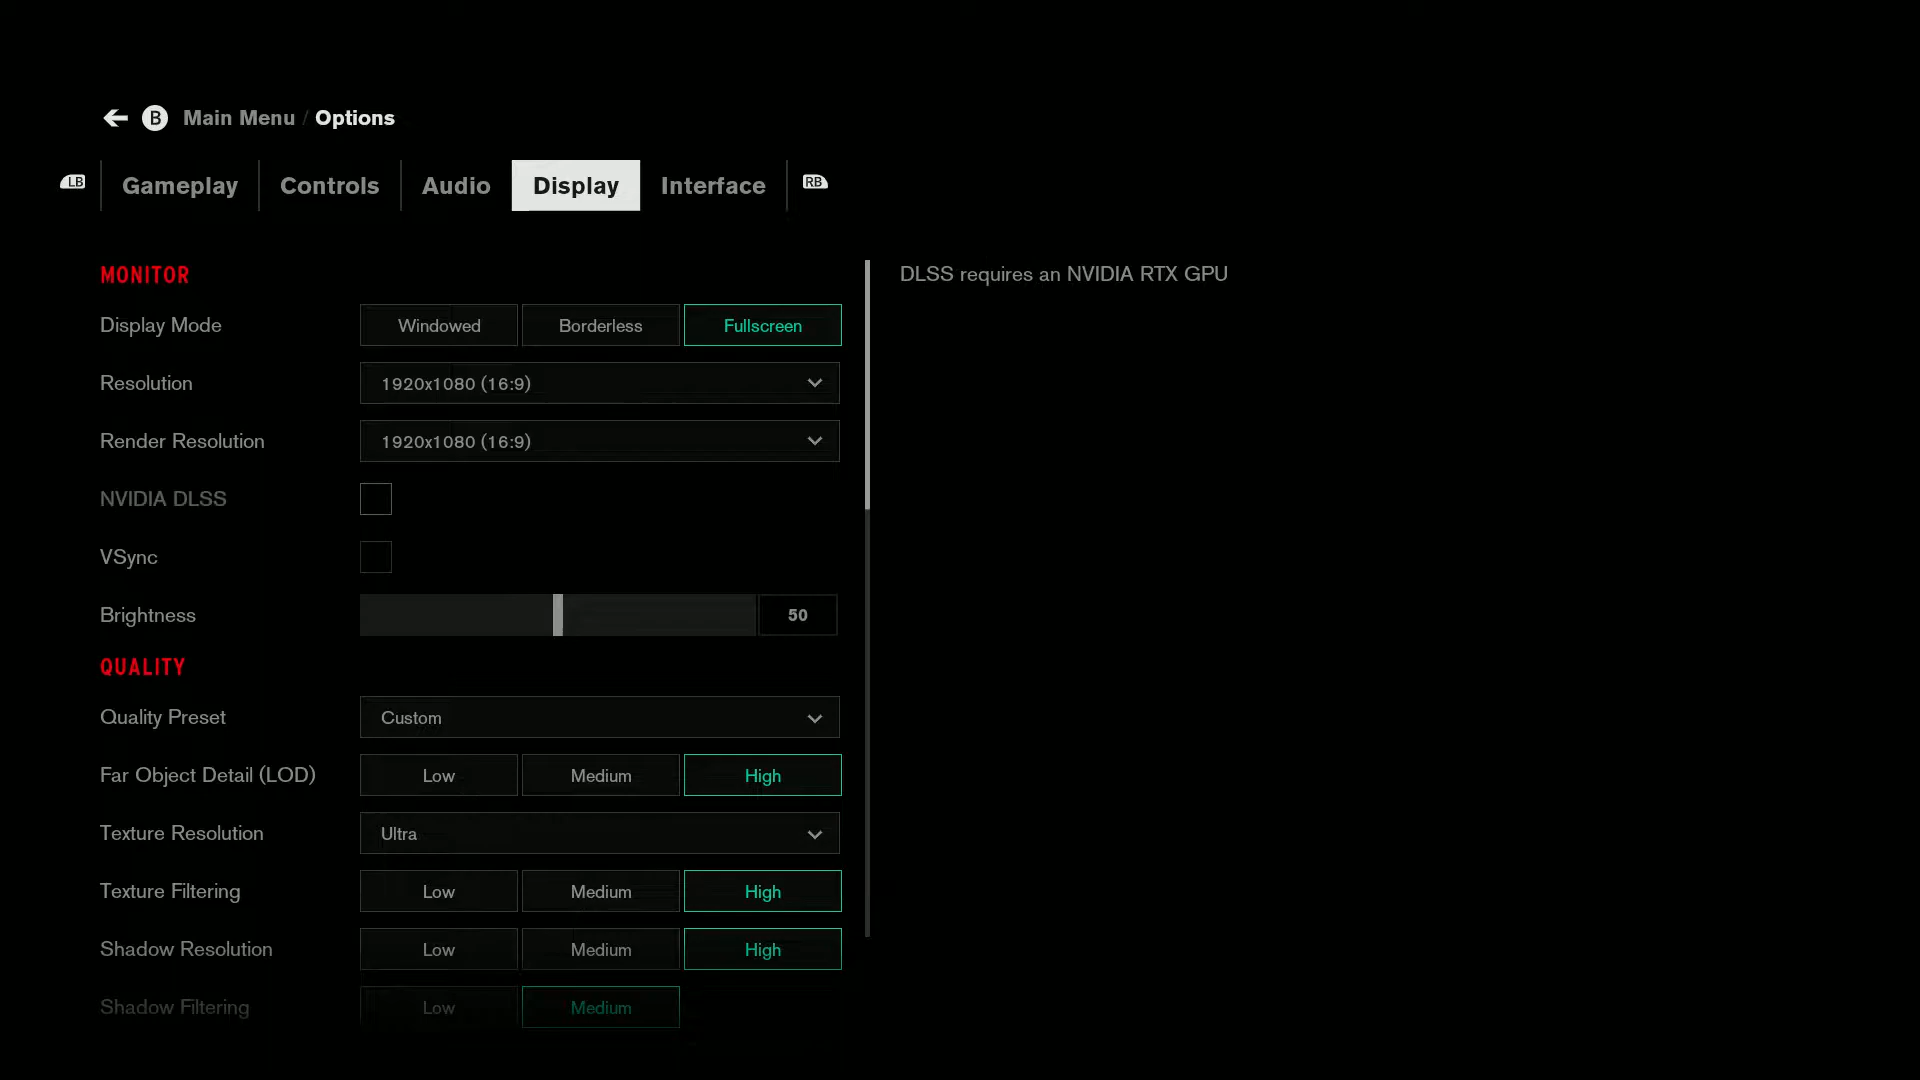 B Main Menu / Options
LB Gameplay Controls Audio Display Interface RB
MONITOR
DLSS requires an NVIDIA RTX GPU
Display Mode Windowed Borderless Fullscreen
Resolution 1920x1080 (16:9)
Render Resolution 1920x1080 (16:9)
NVIDIA DLSS
VSync
Brightness 50
QUALITY
Quality Preset Custom
Far Object Detail (LOD) Low Medium High
Texture Resolution Ultra
Texture Filtering Low Medium High
Shadow Resolution Low Medium High
Shadow Filtering Low Medium